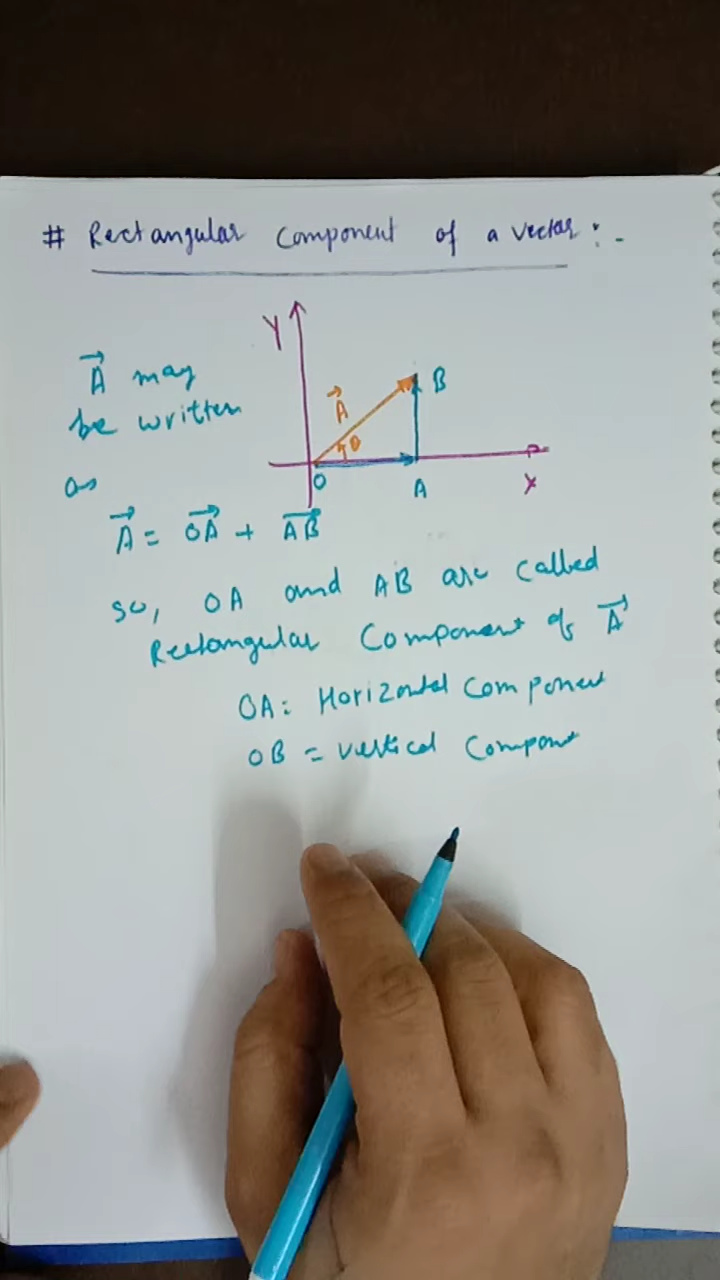 # Rectangular Component of a vector :-
Y
A⃗ may
be written
as
A⃗
θ
B
O
A
X
A⃗ = OA⃗ + AB⃗
so, OA and AB are called
Rectangular Component of A⃗
OA = Horizontal Component
OB = vertical Component